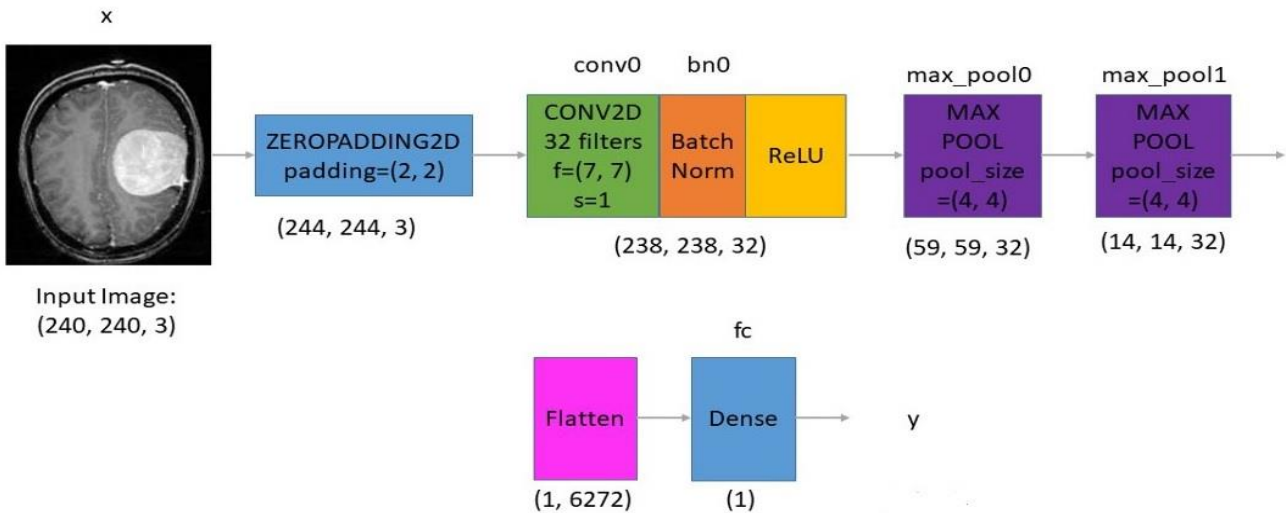 x
Input Image:
(240, 240, 3)
ZEROPADDING2D
padding=(2, 2)
(244, 244, 3)
conv0
bn0
CONV2D
32 filters
f=(7, 7)
s=1
Batch
Norm
ReLU
(238, 238, 32)
max_pool0
MAX
POOL
pool_size
=(4, 4)
(59, 59, 32)
max_pool1
MAX
POOL
pool_size
=(4, 4)
(14, 14, 32)
Flatten
(1, 6272)
fc
Dense
(1)
y